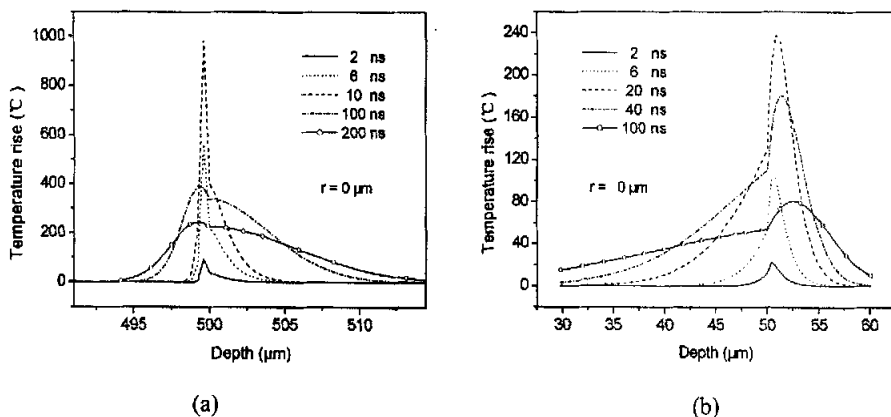 1000
800
600
400
200
0
Temperature rise (℃)
2 ns
6 ns
10 ns
100 ns
200 ns
r = 0 μm
495 500 505 510
Depth (μm)
(a)
240
200
160
120
80
40
0
Temperature rise (℃)
2 ns
6 ns
20 ns
40 ns
100 ns
r = 0 μm
30 35 40 45 50 55 60
Depth (μm)
(b)